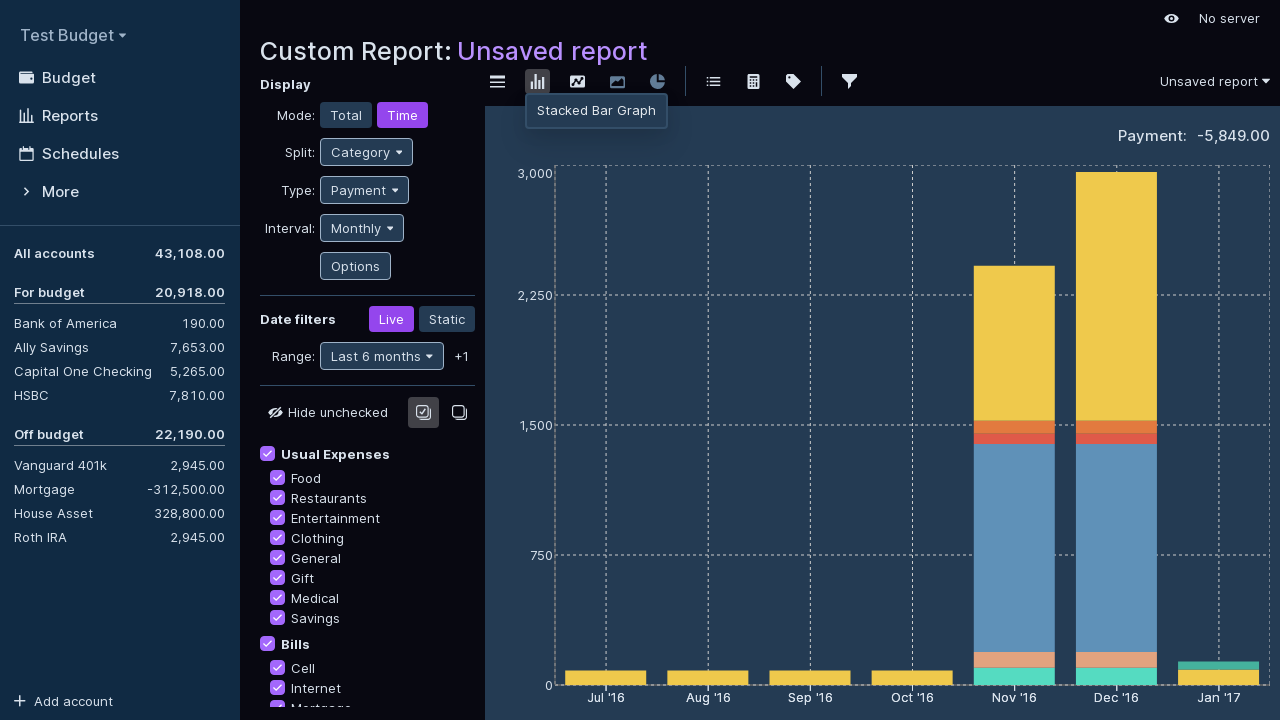 Test Budget
Budget
Reports
Schedules
More
All accounts 43,108.00
For budget 20,918.00
Bank of America 190.00
Ally Savings 7,653.00
Capital One Checking 5,265.00
HSBC 7,810.00
Off budget 22,190.00
Vanguard 401k 2,945.00
Mortgage -312,500.00
House Asset 328,800.00
Roth IRA 2,945.00
Add account
No server
Custom Report: Unsaved report
Display
Mode: Total Time
Split: Category
Type: Payment
Interval: Monthly
Options
Date filters Live Static
Range: Last 6 months +1
Hide unchecked
Usual Expenses
Food
Restaurants
Entertainment
Clothing
General
Gift
Medical
Savings
Bills
Cell
Internet
Mortgage
Unsaved report
Stacked Bar Graph
Payment: -5,849.00
3,000
2,250
1,500
750
0
Jul '16 Aug '16 Sep '16 Oct '16 Nov '16 Dec '16 Jan '17